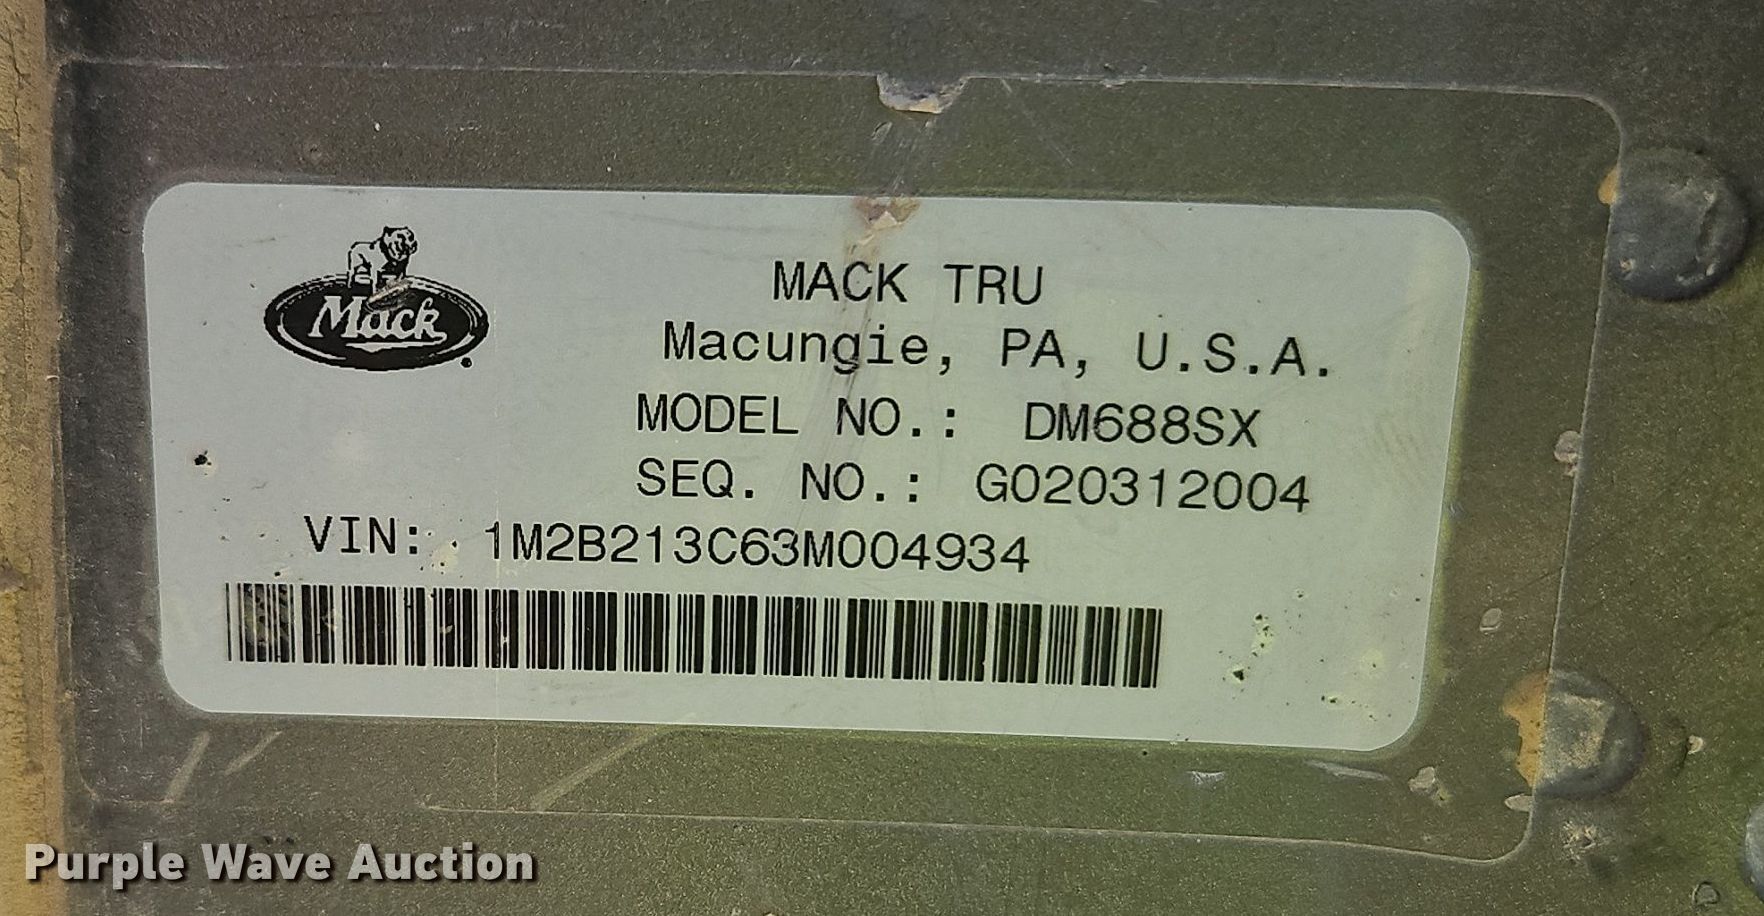 Mack
MACK TRU
Macungie, PA, U.S.A.
MODEL NO.: DM688SX
SEQ. NO.: G020312004
VIN: 1M2B213C63M004934
Purple Wave Auction